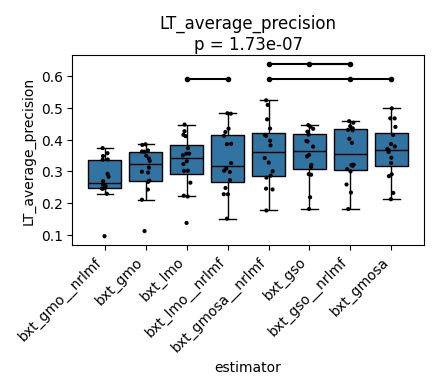 LT_average_precision
p = 1.73e-07
LT_average_precision
0.6
0.5
0.4
0.3
0.2
0.1
bxt_gmo__nrlmf
bxt_gmo
bxt_lmo
bxt_lmo__nrlmf
bxt_gmosa__nrlmf
bxt_gso
bxt_gso__nrlmf
bxt_gmosa
estimator